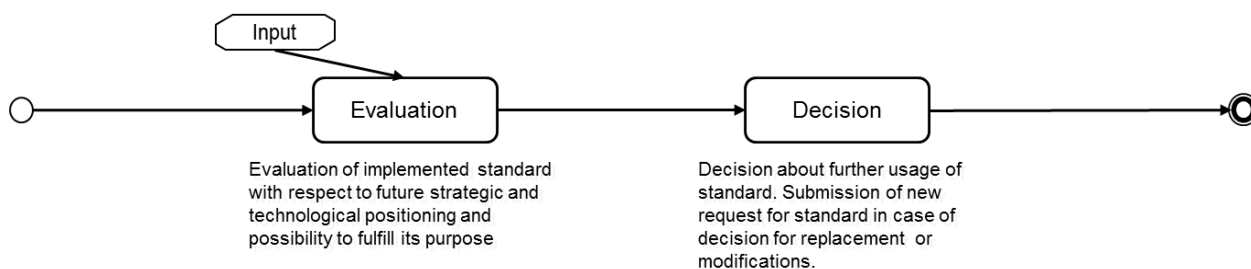 Input
Evaluation
Decision
Evaluation of implemented standard
with respect to future strategic and
technological positioning and
possibility to fulfill its purpose
Decision about further usage of
standard. Submission of new
request for standard in case of
decision for replacement or
modifications.